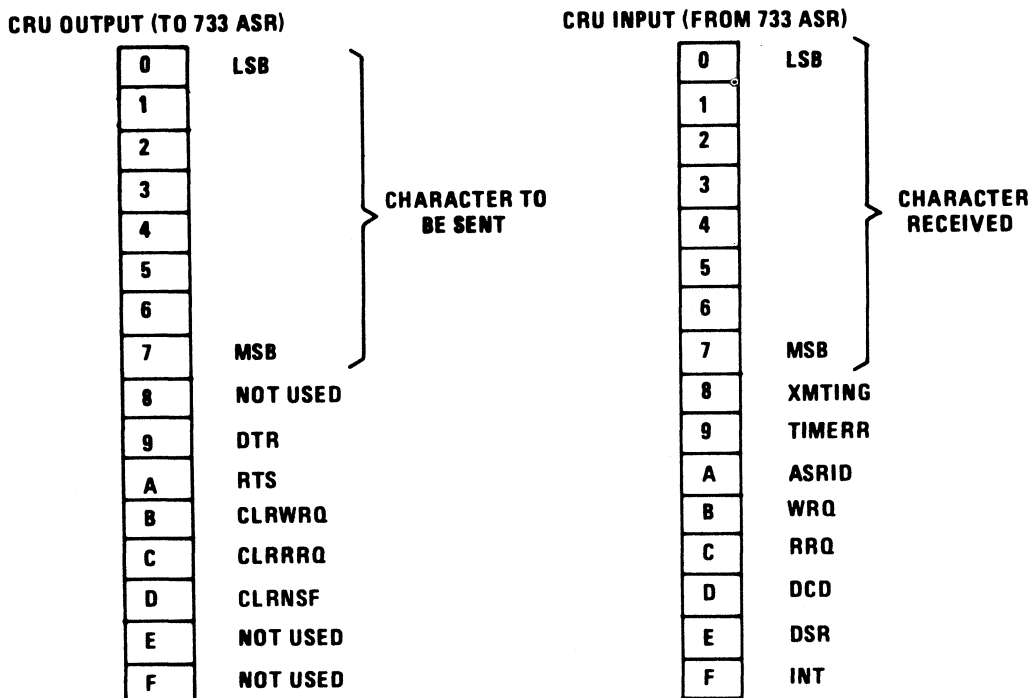 CRU OUTPUT (TO 733 ASR)
0 LSB
1
2
3
4
5
6
7 MSB
CHARACTER TO
BE SENT
8 NOT USED
9 DTR
A RTS
B CLRWRQ
C CLRRRQ
D CLRNSF
E NOT USED
F NOT USED
CRU INPUT (FROM 733 ASR)
0 LSB
1
2
3
4
5
6
7 MSB
CHARACTER
RECEIVED
8 XMTING
9 TIMERR
A ASRID
B WRQ
C RRQ
D DCD
E DSR
F INT